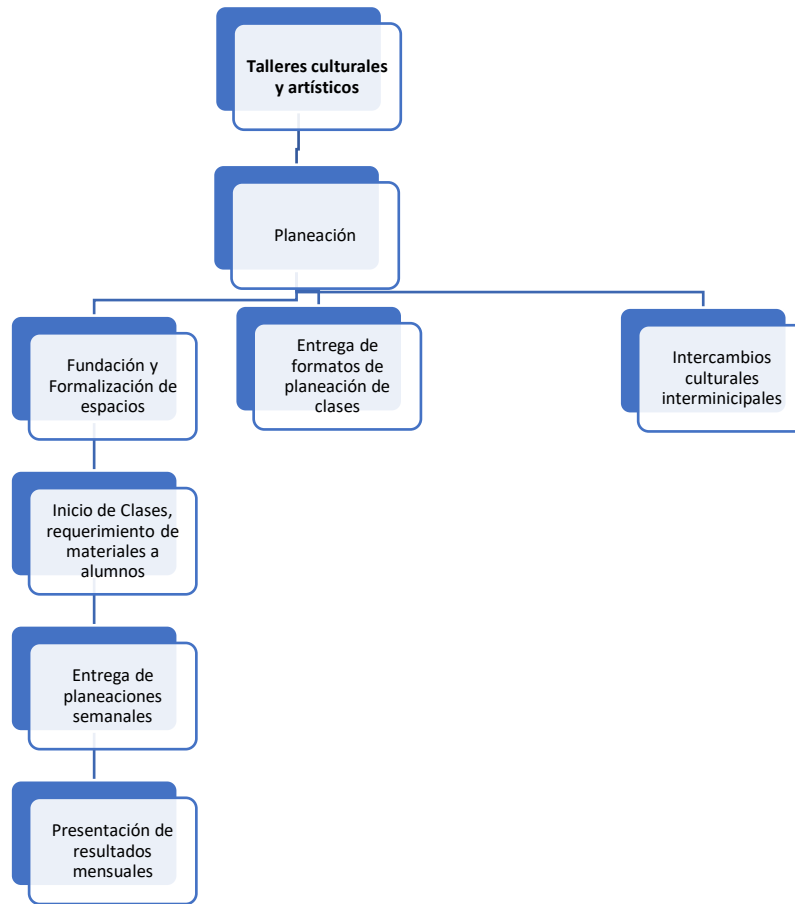 Talleres culturales
y artísticos
Planeación
Fundación y
Formalización de
espacios
Entrega de
formatos de
planeación de
clases
Intercambios
culturales
interminicipales
Inicio de Clases,
requerimiento de
materiales a
alumnos
Entrega de
planeaciones
semanales
Presentación de
resultados
mensuales